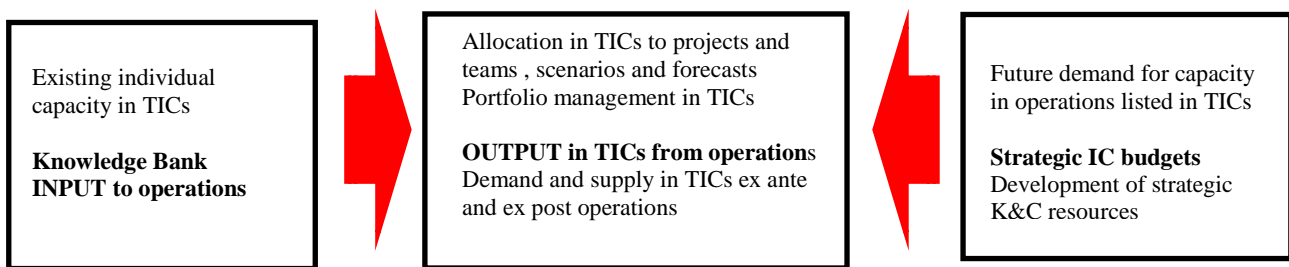 Existing individual
capacity in TICs
Knowledge Bank
INPUT to operations
Allocation in TICs to projects and
teams , scenarios and forecasts
Portfolio management in TICs
OUTPUT in TICs from operations
Demand and supply in TICs ex ante
and ex post operations
Future demand for capacity
in operations listed in TICs
Strategic IC budgets
Development of strategic
K&C resources